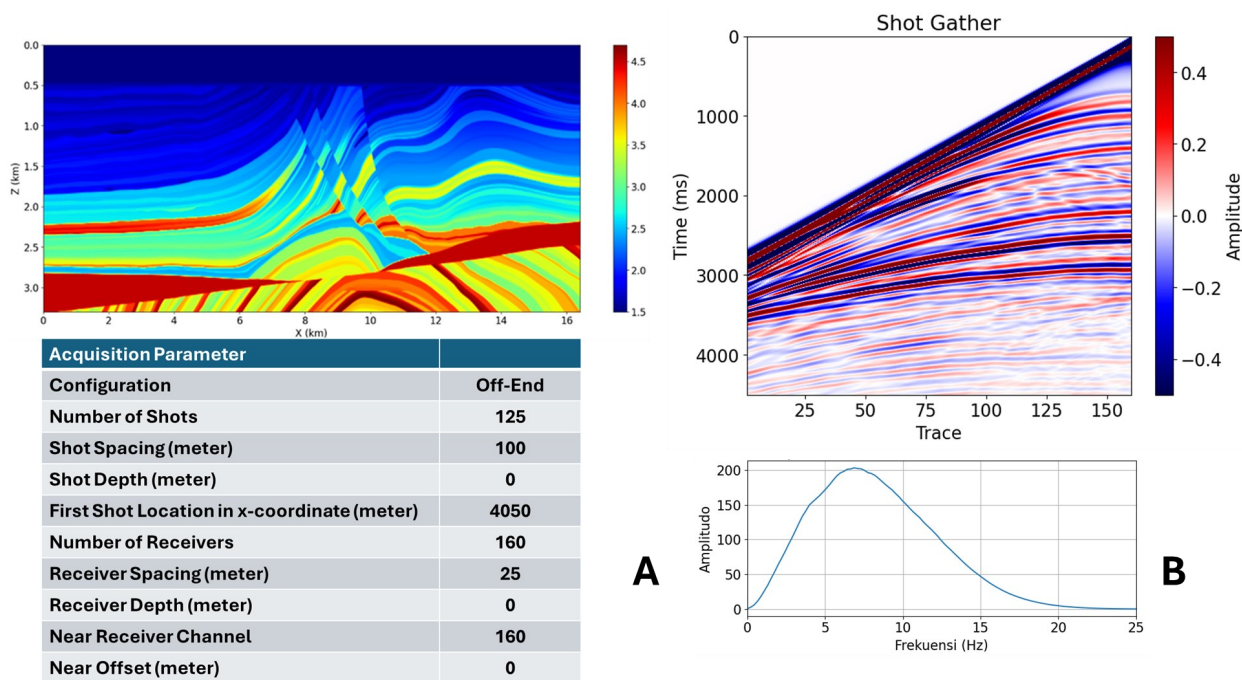 0.0
0.5
1.0
1.5
2.0
2.5
3.0
Z (km)
0 2 4 6 8 10 12 14 16
X (km)
4.5
4.0
3.5
3.0
2.5
2.0
1.5
Acquisition Parameter
Configuration Off-End
Number of Shots 125
Shot Spacing (meter) 100
Shot Depth (meter) 0
First Shot Location in x-coordinate (meter) 4050
Number of Receivers 160
Receiver Spacing (meter) 25
Receiver Depth (meter) 0
Near Receiver Channel 160
Near Offset (meter) 0
A
Shot Gather
0
1000
2000
3000
4000
Time (ms)
25 50 75 100 125 150
Trace
0.4
0.2
0.0
−0.2
−0.4
Amplitude
200
150
100
50
0
Amplitudo
0 5 10 15 20 25
Frekuensi (Hz)
B